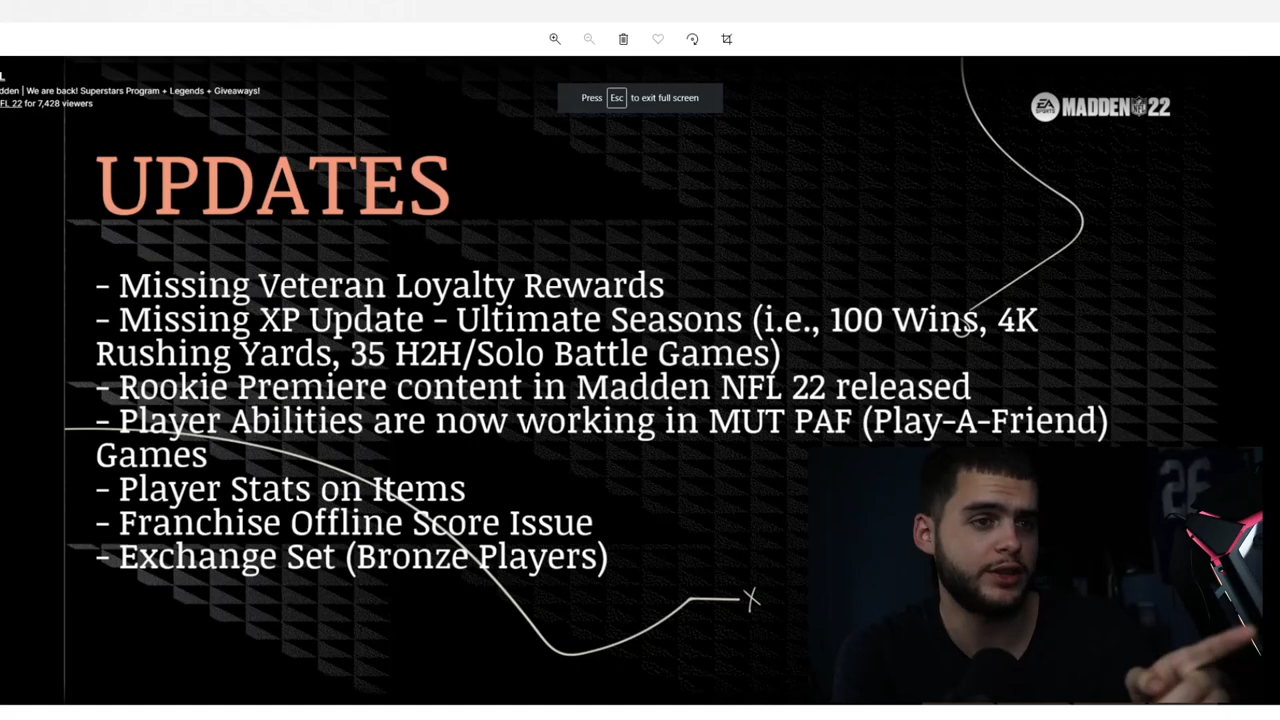 L
dden | We are back! Superstars Program + Legends + Giveaways!
FL 22 for 7,428 viewers
Press Esc to exit full screen
EA SPORTS MADDEN NFL 22
UPDATES
- Missing Veteran Loyalty Rewards
- Missing XP Update - Ultimate Seasons (i.e., 100 Wins, 4K
Rushing Yards, 35 H2H/Solo Battle Games)
- Rookie Premiere content in Madden NFL 22 released
- Player Abilities are now working in MUT PAF (Play-A-Friend)
Games
- Player Stats on Items
- Franchise Offline Score Issue
- Exchange Set (Bronze Players)
26